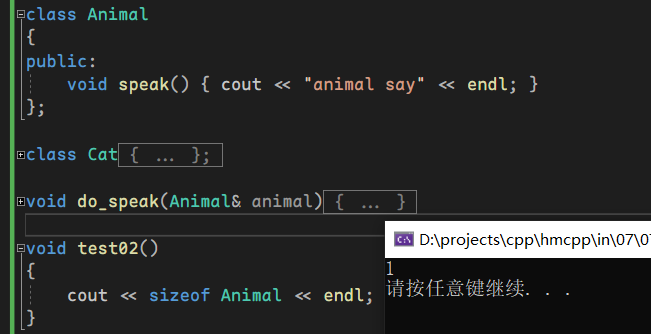 class Animal
{
public:
    void speak() { cout << "animal say" << endl; }
};
class Cat{ ... };
void do_speak(Animal& animal){ ... }
void test02()
{
    cout << sizeof Animal << endl;
}
D:\projects\cpp\hmcpp\in\07\0
1
请按任意键继续. . .